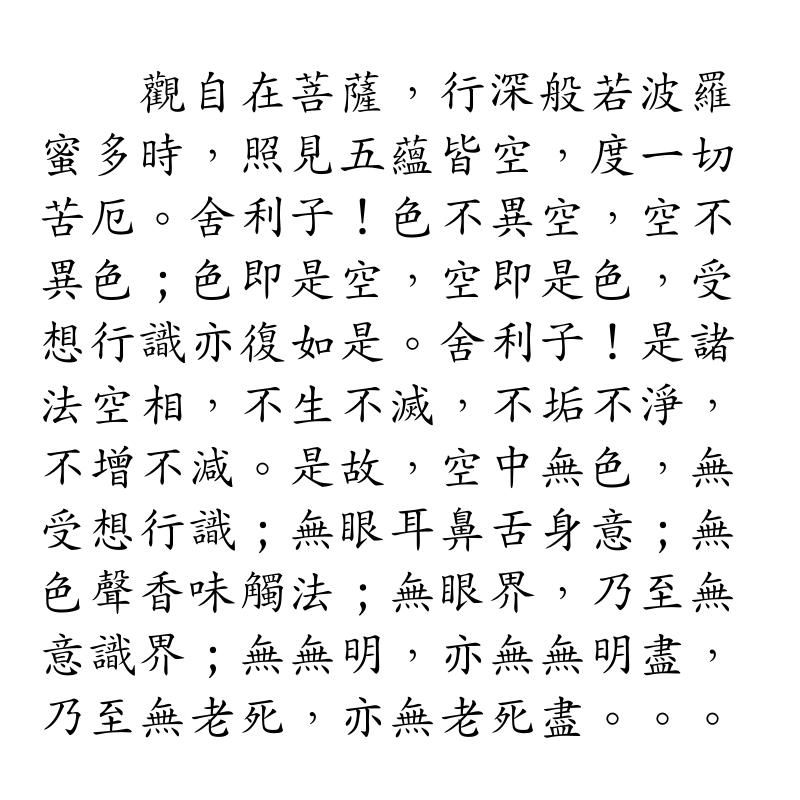 觀自在菩薩，行深般若波羅
蜜多時，照見五蘊皆空，度一切
苦厄。舍利子！色不異空，空不
異色；色即是空，空即是色，受
想行識亦復如是。舍利子！是諸
法空相，不生不滅，不垢不淨，
不增不減。是故，空中無色，無
受想行識；無眼耳鼻舌身意；無
色聲香味觸法；無眼界，乃至無
意識界；無無明，亦無無明盡，
乃至無老死，亦無老死盡。。。